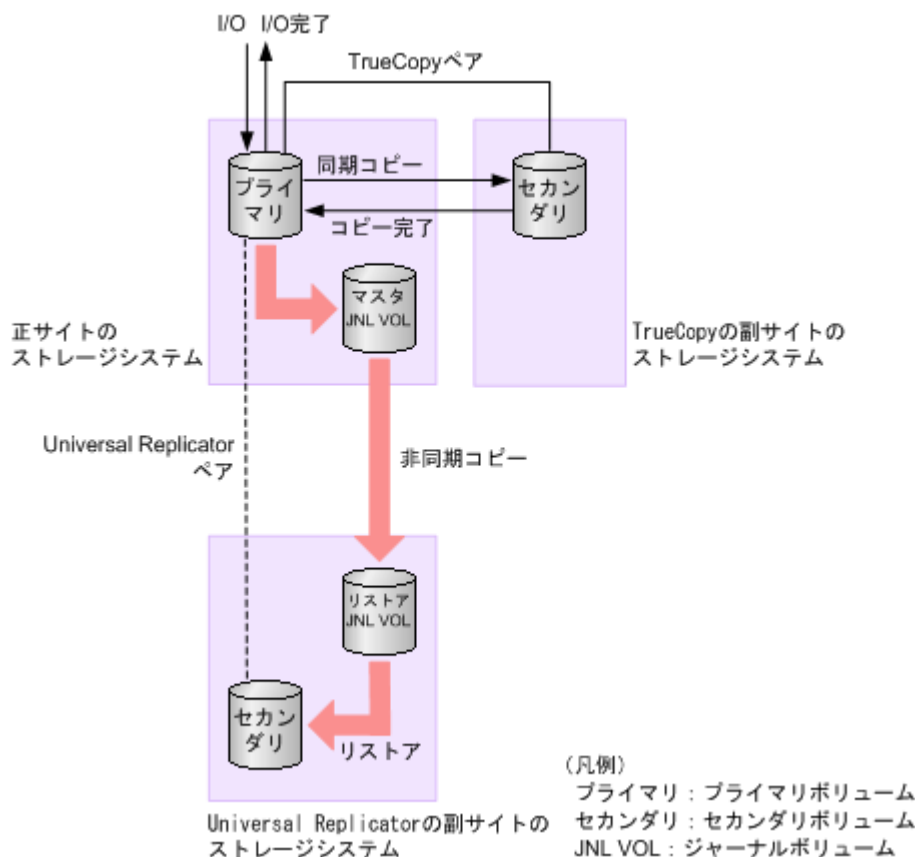 I/O
I/O完了
TrueCopyペア
プライ
マリ
同期コピー
コピー完了
セカン
ダリ
マスタ
JNL VOL
正サイトの
ストレージシステム
TrueCopyの副サイトの
ストレージシステム
Universal Replicator
ペア
非同期コピー
リストア
JNL VOL
セカン
ダリ
リストア
Universal Replicatorの副サイトの
ストレージシステム
(凡例)
プライマリ:プライマリボリューム
セカンダリ:セカンダリボリューム
JNL VOL:ジャーナルボリューム